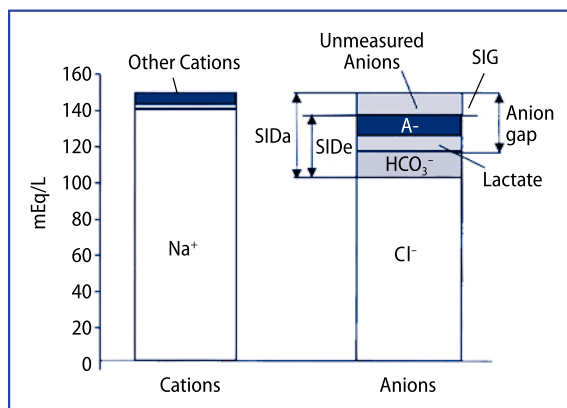 mEq/L
160
140
120
100
80
60
40
20
0
Other Cations
Na⁺
Cations
Unmeasured
Anions
SIG
SIDa
SIDe
A-
Anion
gap
HCO₃⁻
Lactate
Cl⁻
Anions